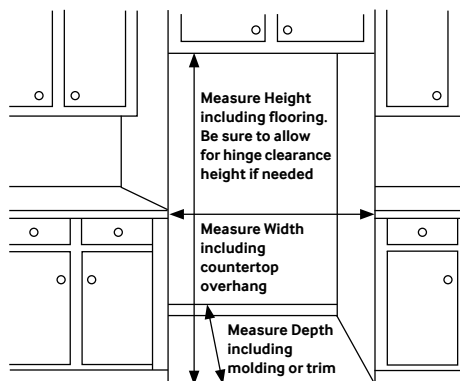 Measure Height
including flooring.
Be sure to allow
for hinge clearance
height if needed
Measure Width
including
countertop
overhang
Measure Depth
including
molding or trim